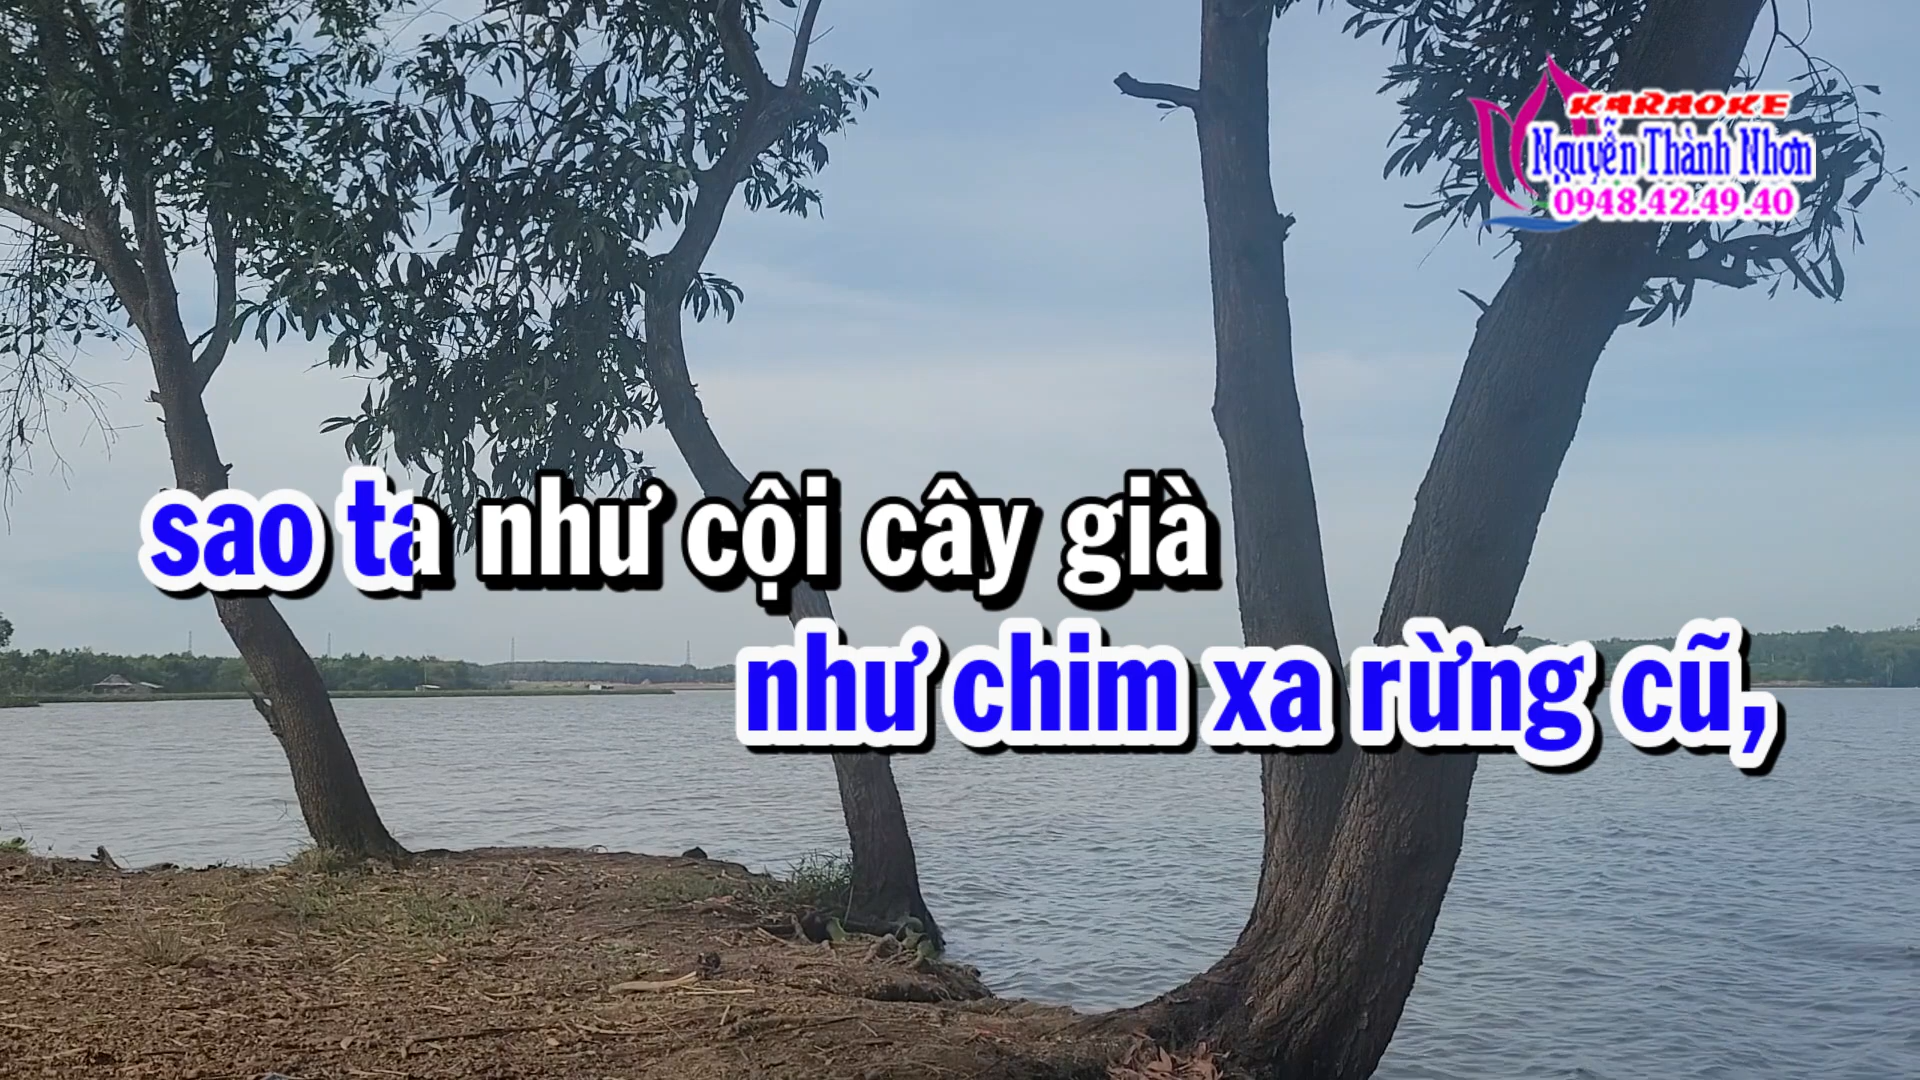 KARAOKE
Nguyễn Thành Nhơn
0948.42.49.40
sao ta như cội cây già
như chim xa rừng cũ,